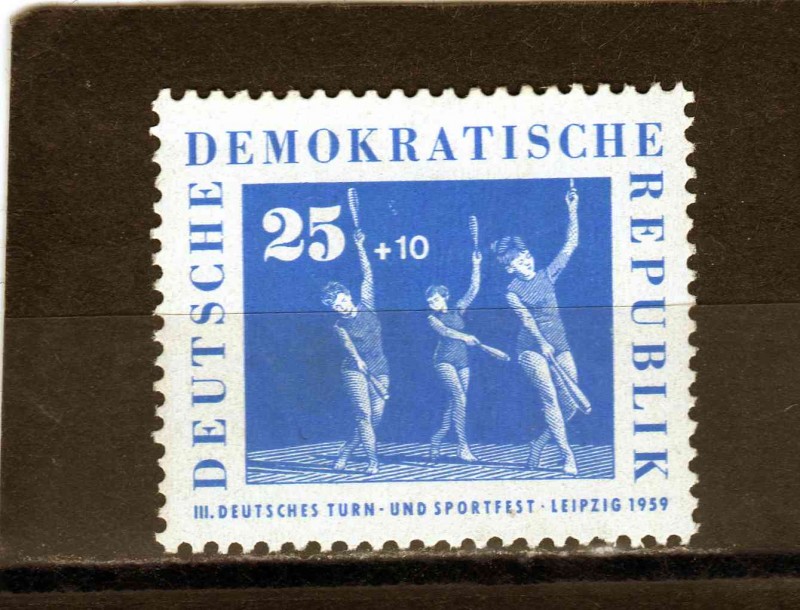 DEUTSCHE
DEMOKRATISCHE
REPUBLIK
25 +10
III. DEUTSCHES TURN- UND SPORTFEST · LEIPZIG 1959